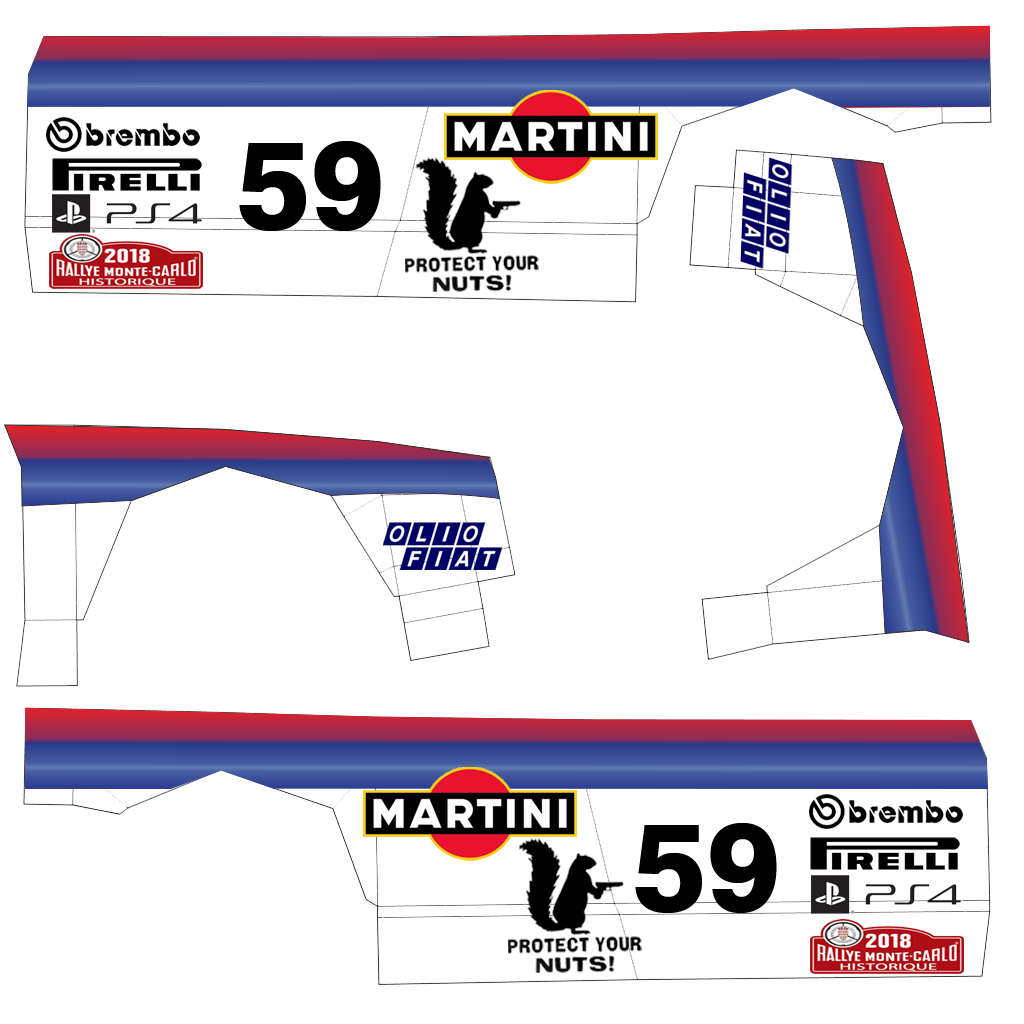 brembo
PIRELLI
PS4
2018
RALLYE MONTE-CARLO
HISTORIQUE
59
MARTINI
PROTECT YOUR
NUTS!
OLIO
FIAT
OLIO
FIAT
MARTINI
PROTECT YOUR
NUTS!
59
brembo
PIRELLI
PS4
2018
RALLYE MONTE-CARLO
HISTORIQUE